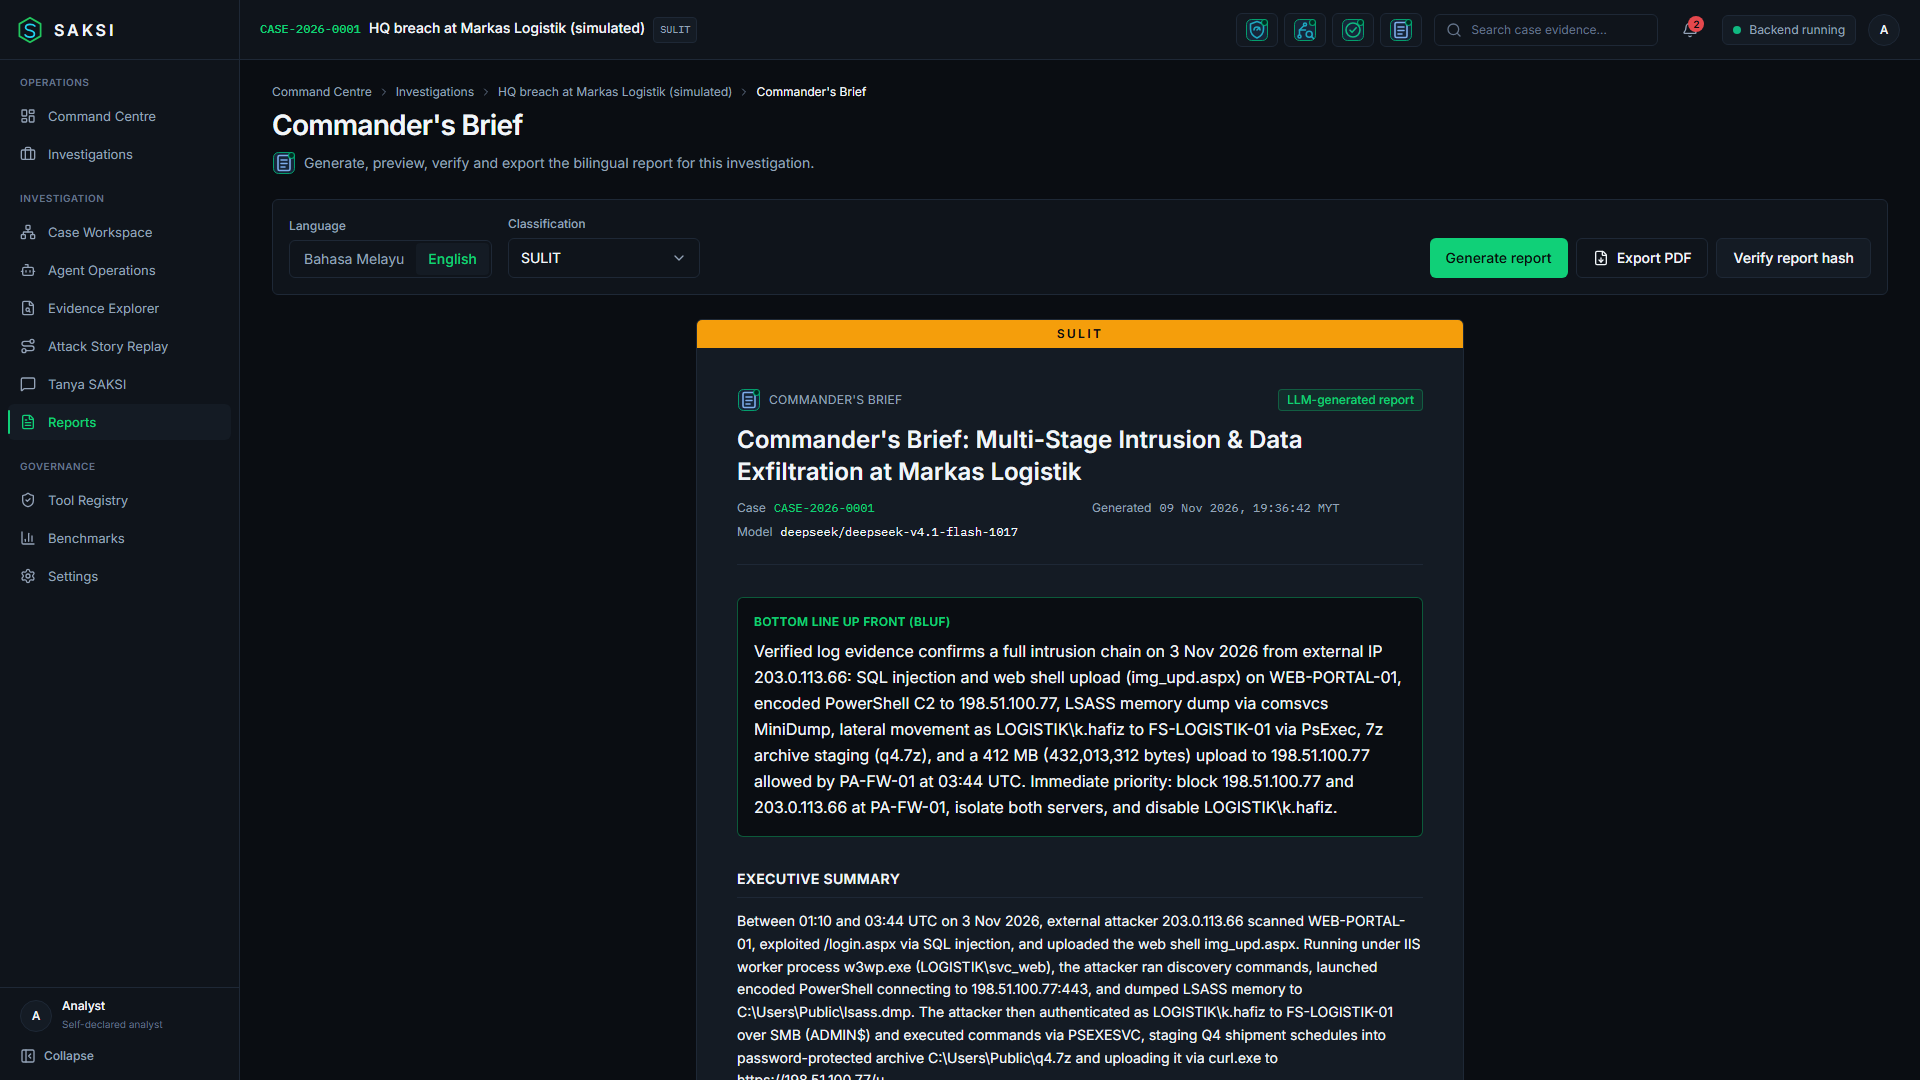 SAKSI
CASE-2026-0001 HQ breach at Markas Logistik (simulated) SULIT
Search case evidence...
2
Backend running
A
OPERATIONS
Command Centre
Investigations
INVESTIGATION
Case Workspace
Agent Operations
Evidence Explorer
Attack Story Replay
Tanya SAKSI
Reports
GOVERNANCE
Tool Registry
Benchmarks
Settings
A
Analyst
Self-declared analyst
Collapse
Command Centre > Investigations > HQ breach at Markas Logistik (simulated) > Commander's Brief
Commander's Brief
Generate, preview, verify and export the bilingual report for this investigation.
Language
Bahasa Melayu English
Classification
SULIT
Generate report
Export PDF
Verify report hash
SULIT
COMMANDER'S BRIEF
LLM-generated report
Commander's Brief: Multi-Stage Intrusion & Data
Exfiltration at Markas Logistik
Case CASE-2026-0001
Generated 09 Nov 2026, 19:36:42 MYT
Model deepseek/deepseek-v4.1-flash-1017
BOTTOM LINE UP FRONT (BLUF)
Verified log evidence confirms a full intrusion chain on 3 Nov 2026 from external IP
203.0.113.66: SQL injection and web shell upload (img_upd.aspx) on WEB-PORTAL-01,
encoded PowerShell C2 to 198.51.100.77, LSASS memory dump via comsvcs
MiniDump, lateral movement as LOGISTIK\k.hafiz to FS-LOGISTIK-01 via PsExec, 7z
archive staging (q4.7z), and a 412 MB (432,013,312 bytes) upload to 198.51.100.77
allowed by PA-FW-01 at 03:44 UTC. Immediate priority: block 198.51.100.77 and
203.0.113.66 at PA-FW-01, isolate both servers, and disable LOGISTIK\k.hafiz.
EXECUTIVE SUMMARY
Between 01:10 and 03:44 UTC on 3 Nov 2026, external attacker 203.0.113.66 scanned WEB-PORTAL-
01, exploited /login.aspx via SQL injection, and uploaded the web shell img_upd.aspx. Running under IIS
worker process w3wp.exe (LOGISTIK\svc_web), the attacker ran discovery commands, launched
encoded PowerShell connecting to 198.51.100.77:443, and dumped LSASS memory to
C:\Users\Public\lsass.dmp. The attacker then authenticated as LOGISTIK\k.hafiz to FS-LOGISTIK-01
over SMB (ADMIN$) and executed commands via PSEXESVC, staging Q4 shipment schedules into
password-protected archive C:\Users\Public\q4.7z and uploading it via curl.exe to
https://198.51.100.77/u